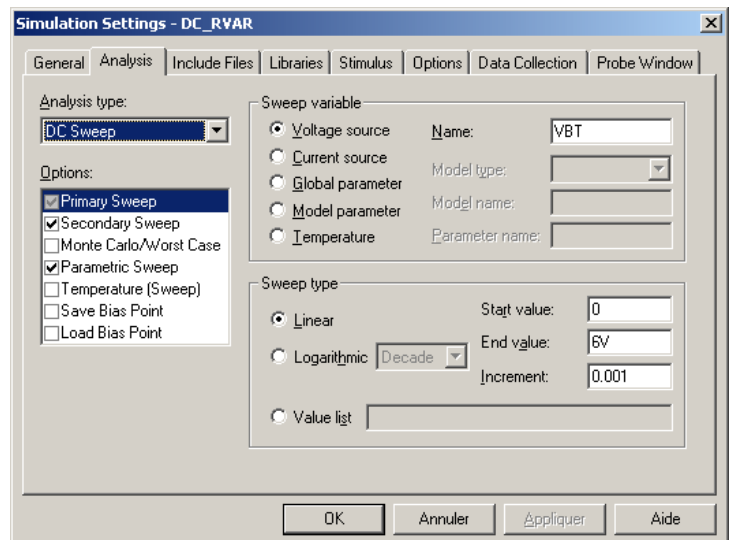 Simulation Settings - DC_RVAR
General Analysis Include Files Libraries Stimulus Options Data Collection Probe Window
Analysis type:
DC Sweep
Options:
Primary Sweep
Secondary Sweep
Monte Carlo/Worst Case
Parametric Sweep
Temperature (Sweep)
Save Bias Point
Load Bias Point
Sweep variable
Voltage source
Current source
Global parameter
Model parameter
Temperature
Name: VBT
Model type:
Model name:
Parameter name:
Sweep type
Linear
Logarithmic Decade
Value list
Start value: 0
End value: 6V
Increment: 0.001
OK Annuler Appliquer Aide